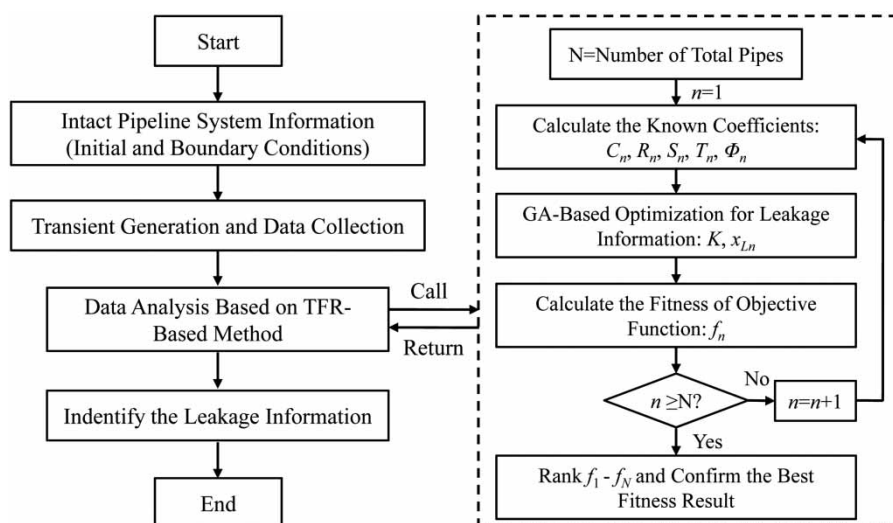 Start
Intact Pipeline System Information
(Initial and Boundary Conditions)
Transient Generation and Data Collection
Data Analysis Based on TFR-
Based Method
Call
Return
Indentify the Leakage Information
End
N=Number of Total Pipes
n=1
Calculate the Known Coefficients:
Cn, Rn, Sn, Tn, Φn
GA-Based Optimization for Leakage
Information: K, xLn
Calculate the Fitness of Objective
Function: fn
n ≥N?
No
n=n+1
Yes
Rank f1 - fN and Confirm the Best
Fitness Result